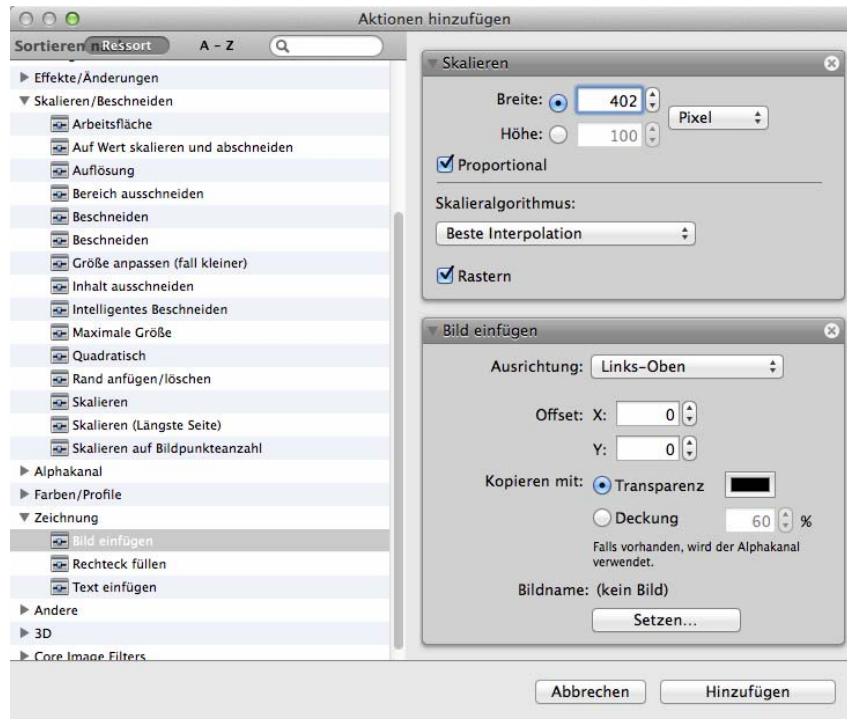 Aktionen hinzufügen
Sortieren
Ressort
A – Z
Effekte/Änderungen
Skalieren/Beschneiden
Arbeitsfläche
Auf Wert skalieren und abschneiden
Auflösung
Bereich ausschneiden
Beschneiden
Beschneiden
Größe anpassen (fall kleiner)
Inhalt ausschneiden
Intelligentes Beschneiden
Maximale Größe
Quadratisch
Rand anfügen/löschen
Skalieren
Skalieren (Längste Seite)
Skalieren auf Bildpunkteanzahl
Alphakanal
Farben/Profile
Zeichnung
Bild einfügen
Rechteck füllen
Text einfügen
Andere
3D
Core Image Filters
Skalieren
Breite: 402
Pixel
Höhe: 100
Proportional
Skalieralgorithmus:
Beste Interpolation
Rastern
Bild einfügen
Ausrichtung: Links-Oben
Offset: X: 0
Y: 0
Kopieren mit: Transparenz
Deckung 60 %
Falls vorhanden, wird der Alphakanal
verwendet.
Bildname: (kein Bild)
Setzen...
Abbrechen
Hinzufügen